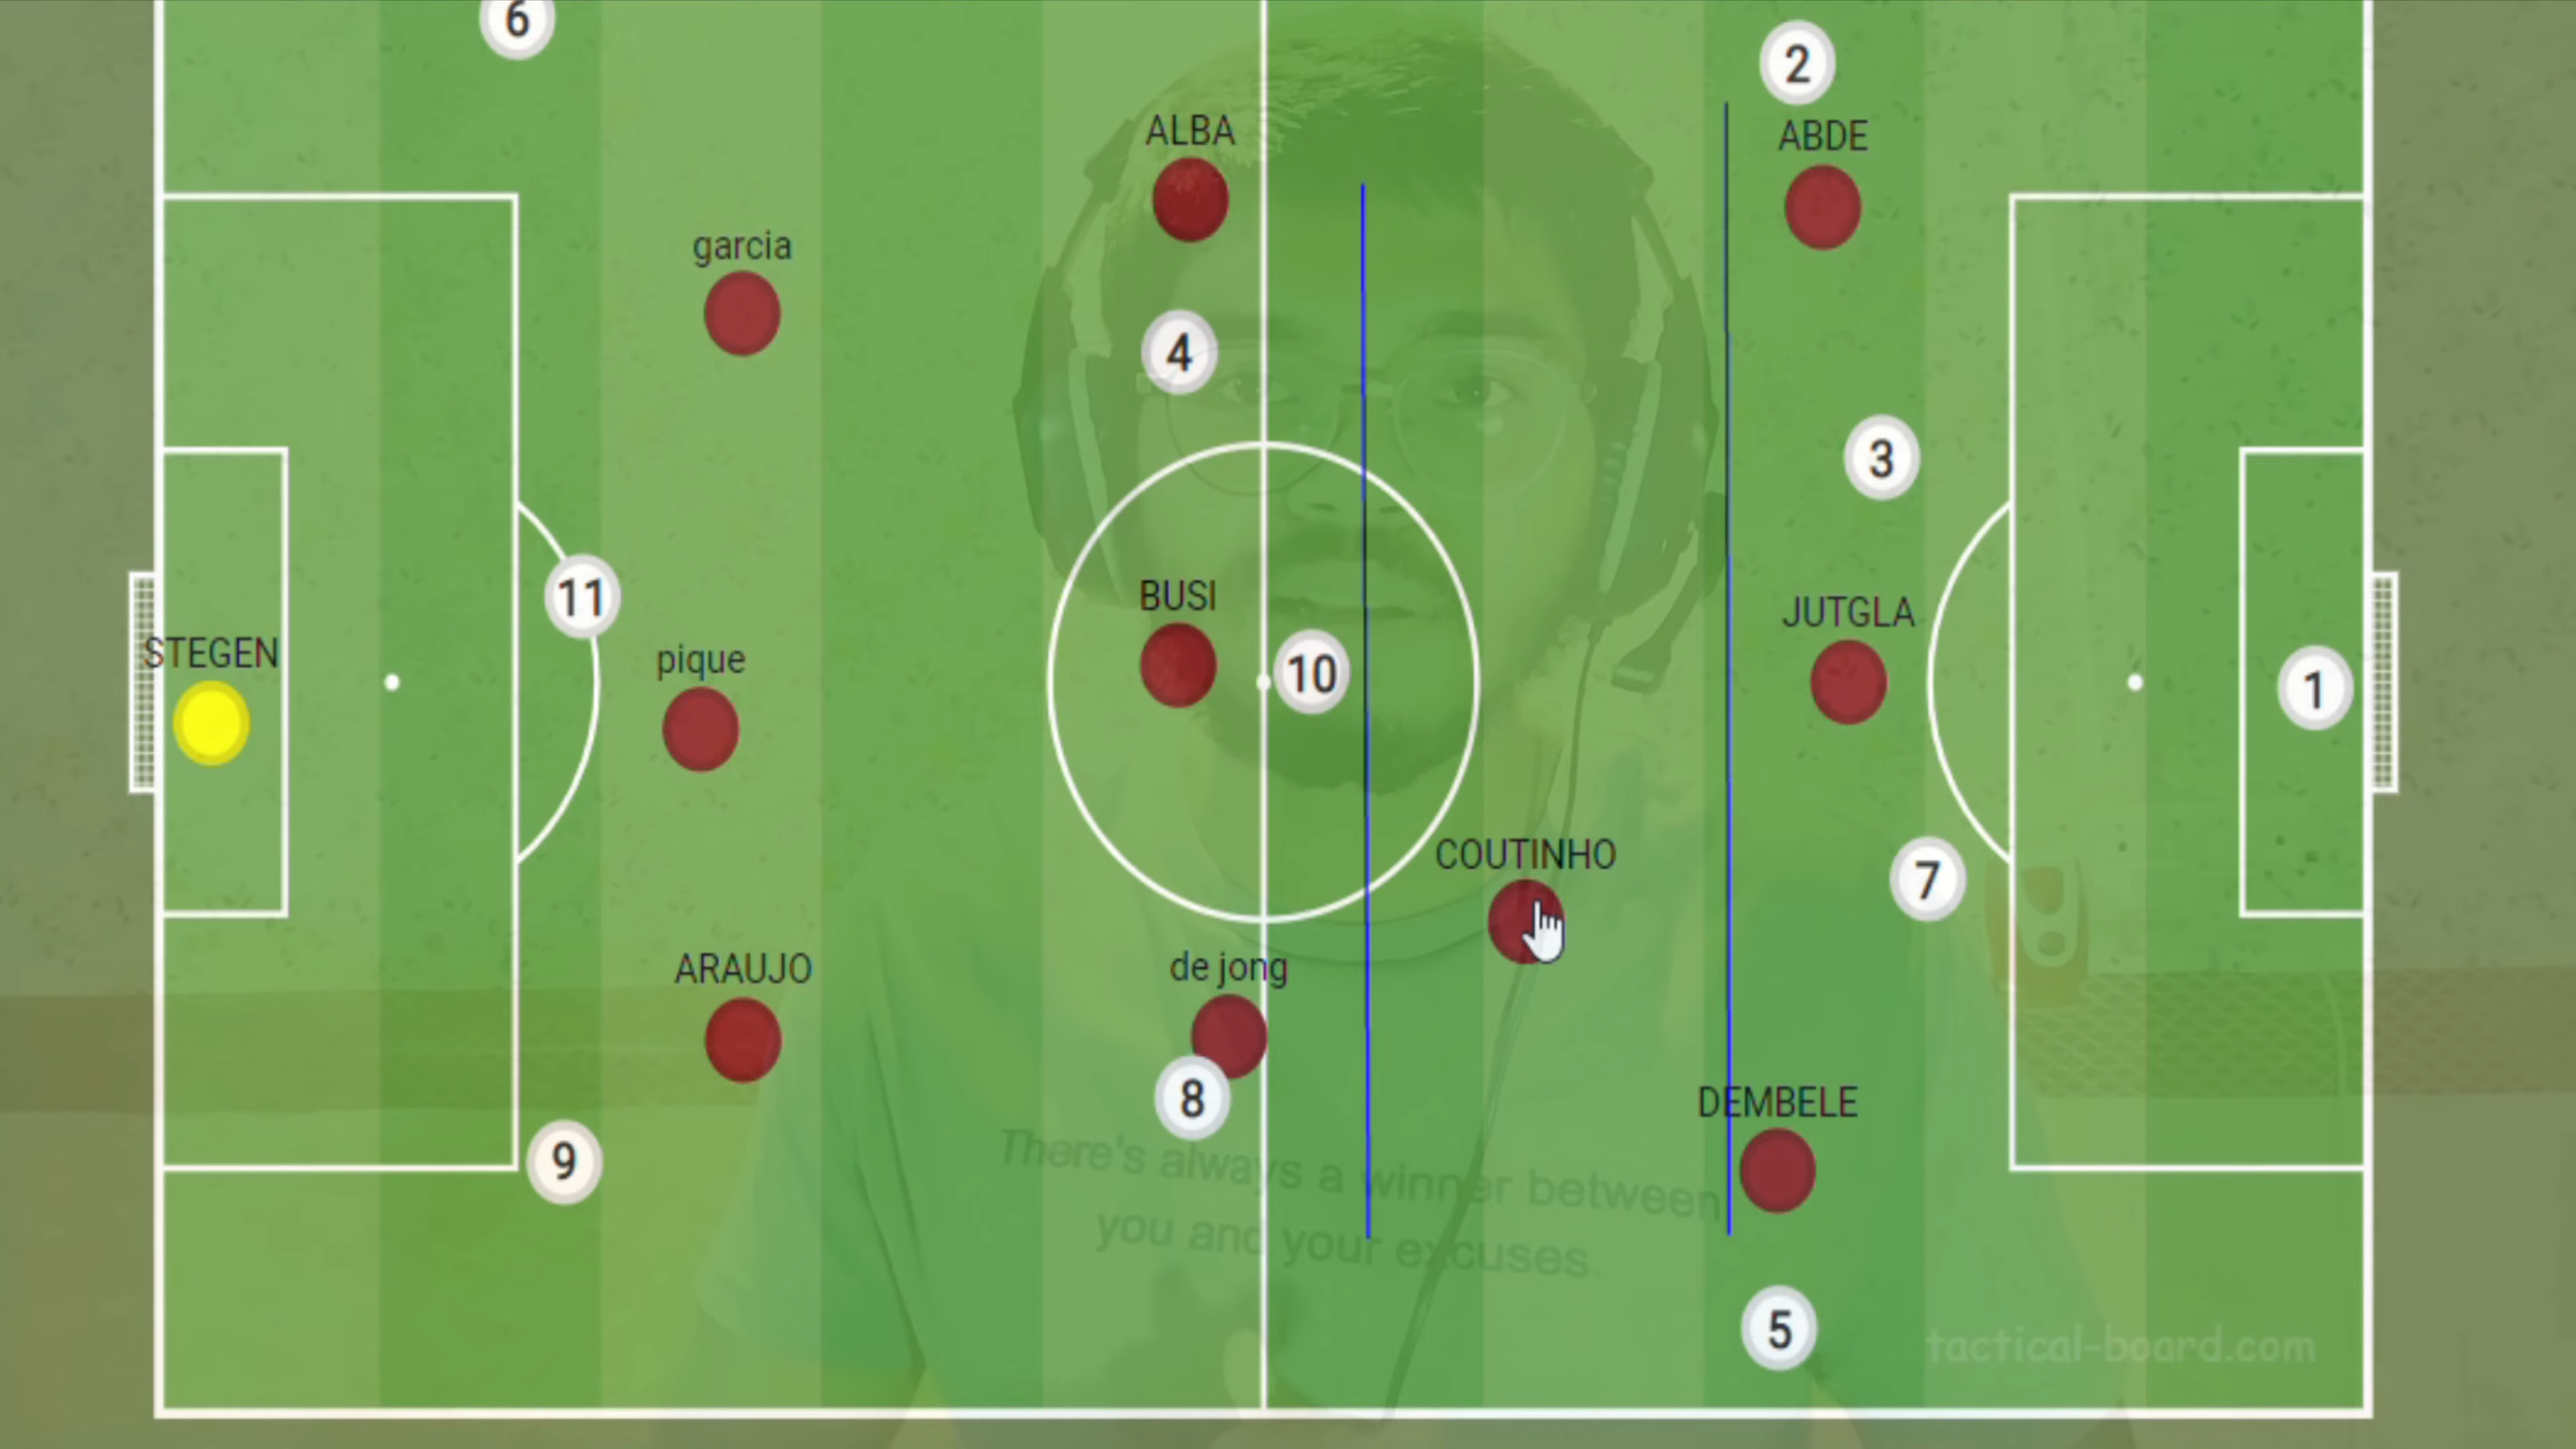 6
2
ALBA
ABDE
garcia
4
3
BUSI
11
JUTGLA
STEGEN
pique
10
1
COUTINHO
7
ARAUJO
de jong
8
DEMBELE
9
There's always a winner between
you and your excuses
5
tactical-board.com